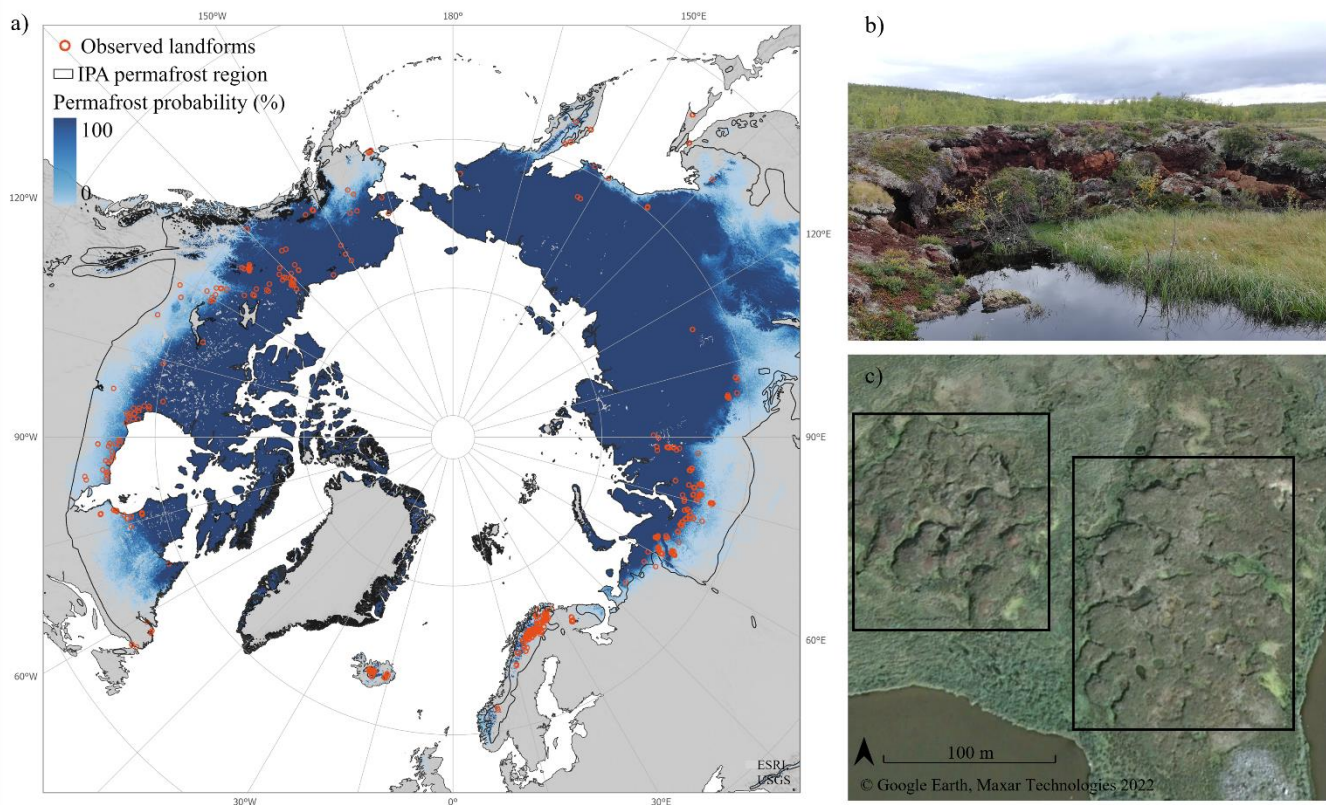 a)
150°W
180°
150°E
Observed landforms
IPA permafrost region
Permafrost probability (%)
100
0
120°W
120°E
90°W
90°E
60°W
60°E
30°W
0°
30°E
ESRI,
USGS
b)
c)
100 m
© Google Earth, Maxar Technologies 2022